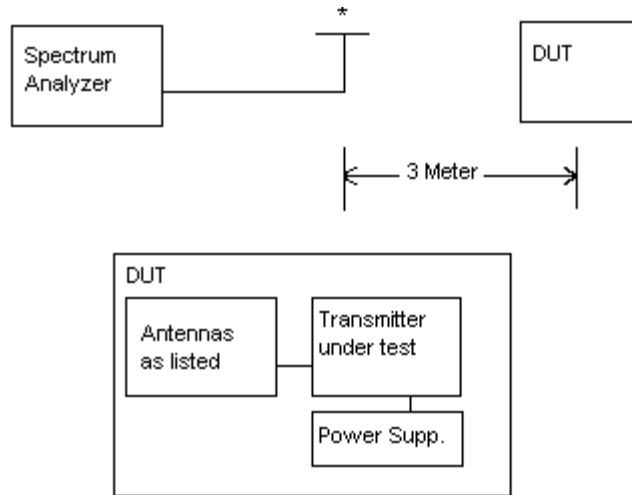 *
Spectrum
Analyzer
DUT
3 Meter
DUT
Antennas
as listed
Transmitter
under test
Power Supp.